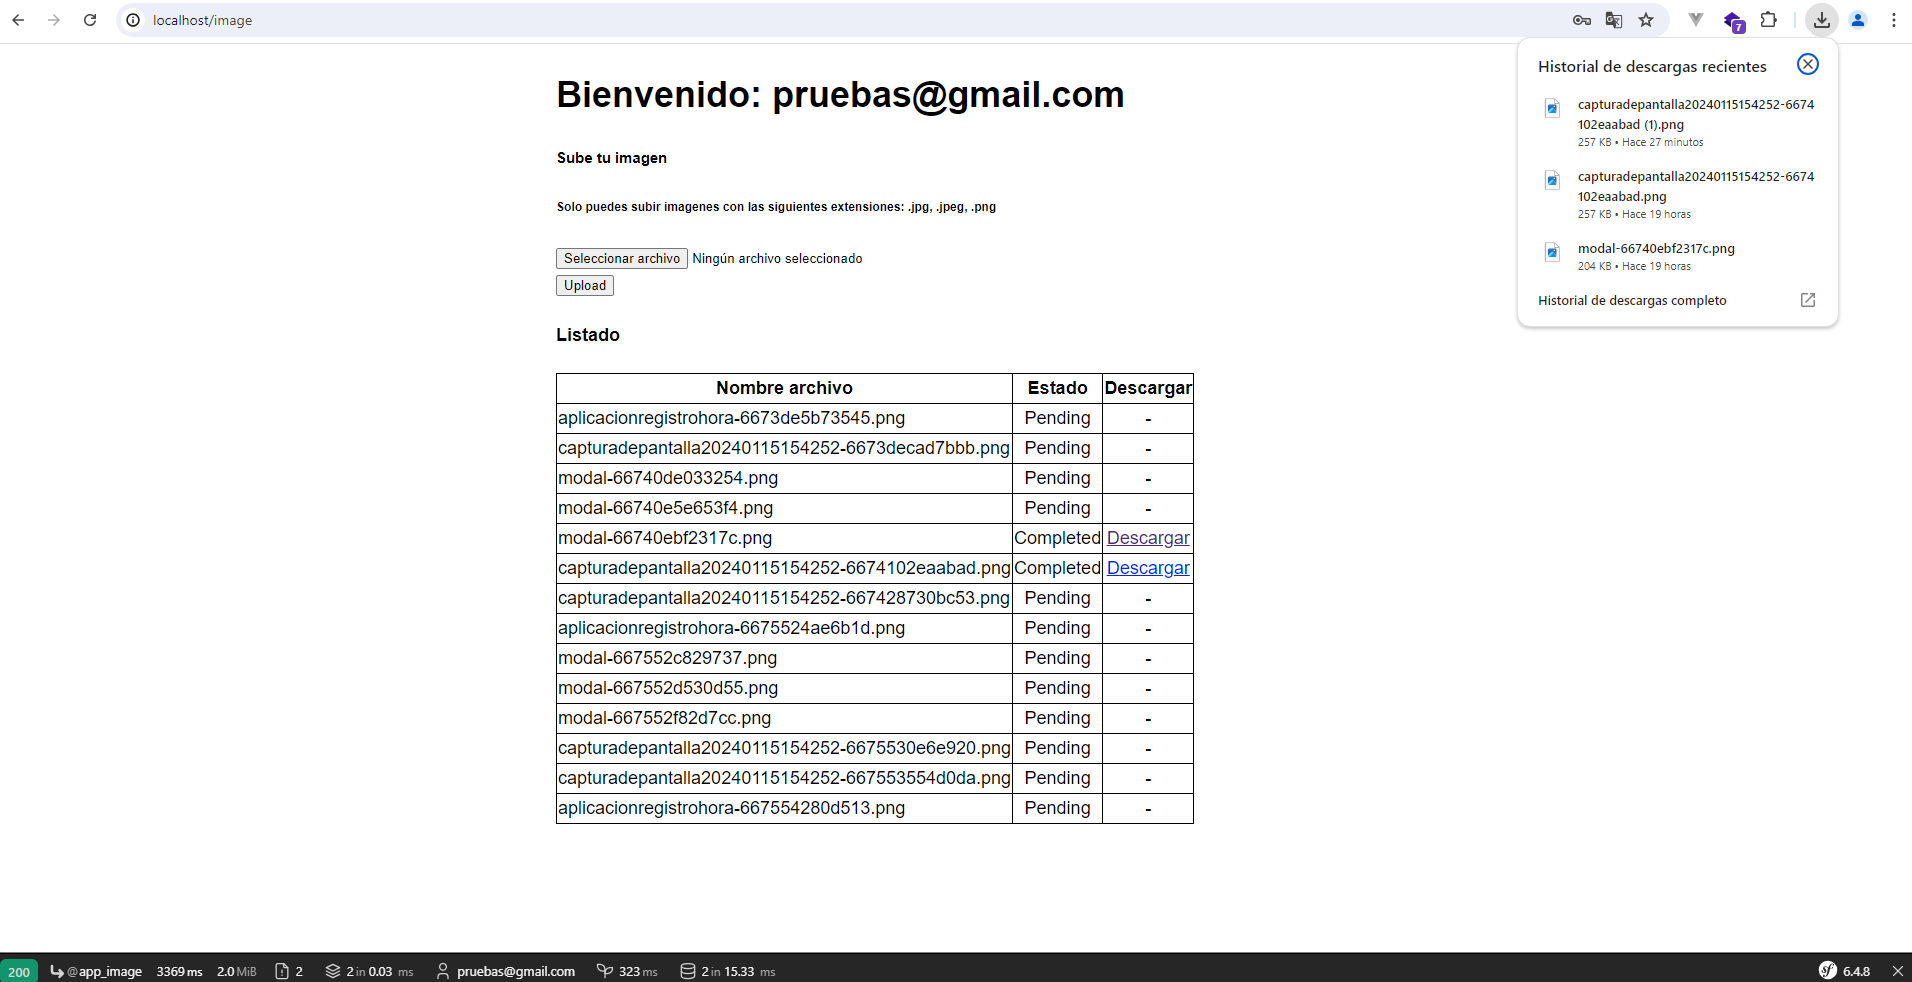 localhost/image
7
Historial de descargas recientes
capturadepantalla20240115154252-6674
102eaabad (1).png
257 KB • Hace 27 minutos
capturadepantalla20240115154252-6674
102eaabad.png
257 KB • Hace 19 horas
modal-66740ebf2317c.png
204 KB • Hace 19 horas
Historial de descargas completo
Bienvenido: pruebas@gmail.com
Sube tu imagen
Solo puedes subir imagenes con las siguientes extensiones: .jpg, .jpeg, .png
Seleccionar archivo Ningún archivo seleccionado
Upload
Listado
Nombre archivo Estado Descargar
aplicacionregistrohora-6673de5b73545.png Pending -
capturadepantalla20240115154252-6673decad7bbb.png Pending -
modal-66740de033254.png Pending -
modal-66740e5e653f4.png Pending -
modal-66740ebf2317c.png Completed Descargar
capturadepantalla20240115154252-6674102eaabad.png Completed Descargar
capturadepantalla20240115154252-667428730bc53.png Pending -
aplicacionregistrohora-6675524ae6b1d.png Pending -
modal-667552c829737.png Pending -
modal-667552d530d55.png Pending -
modal-667552f82d7cc.png Pending -
capturadepantalla20240115154252-6675530e6e920.png Pending -
capturadepantalla20240115154252-667553554d0da.png Pending -
aplicacionregistrohora-667554280d513.png Pending -
200 @app_image 3369 ms 2.0 MiB 2 2 in 0.03 ms pruebas@gmail.com 323 ms 2 in 15.33 ms sf 6.4.8